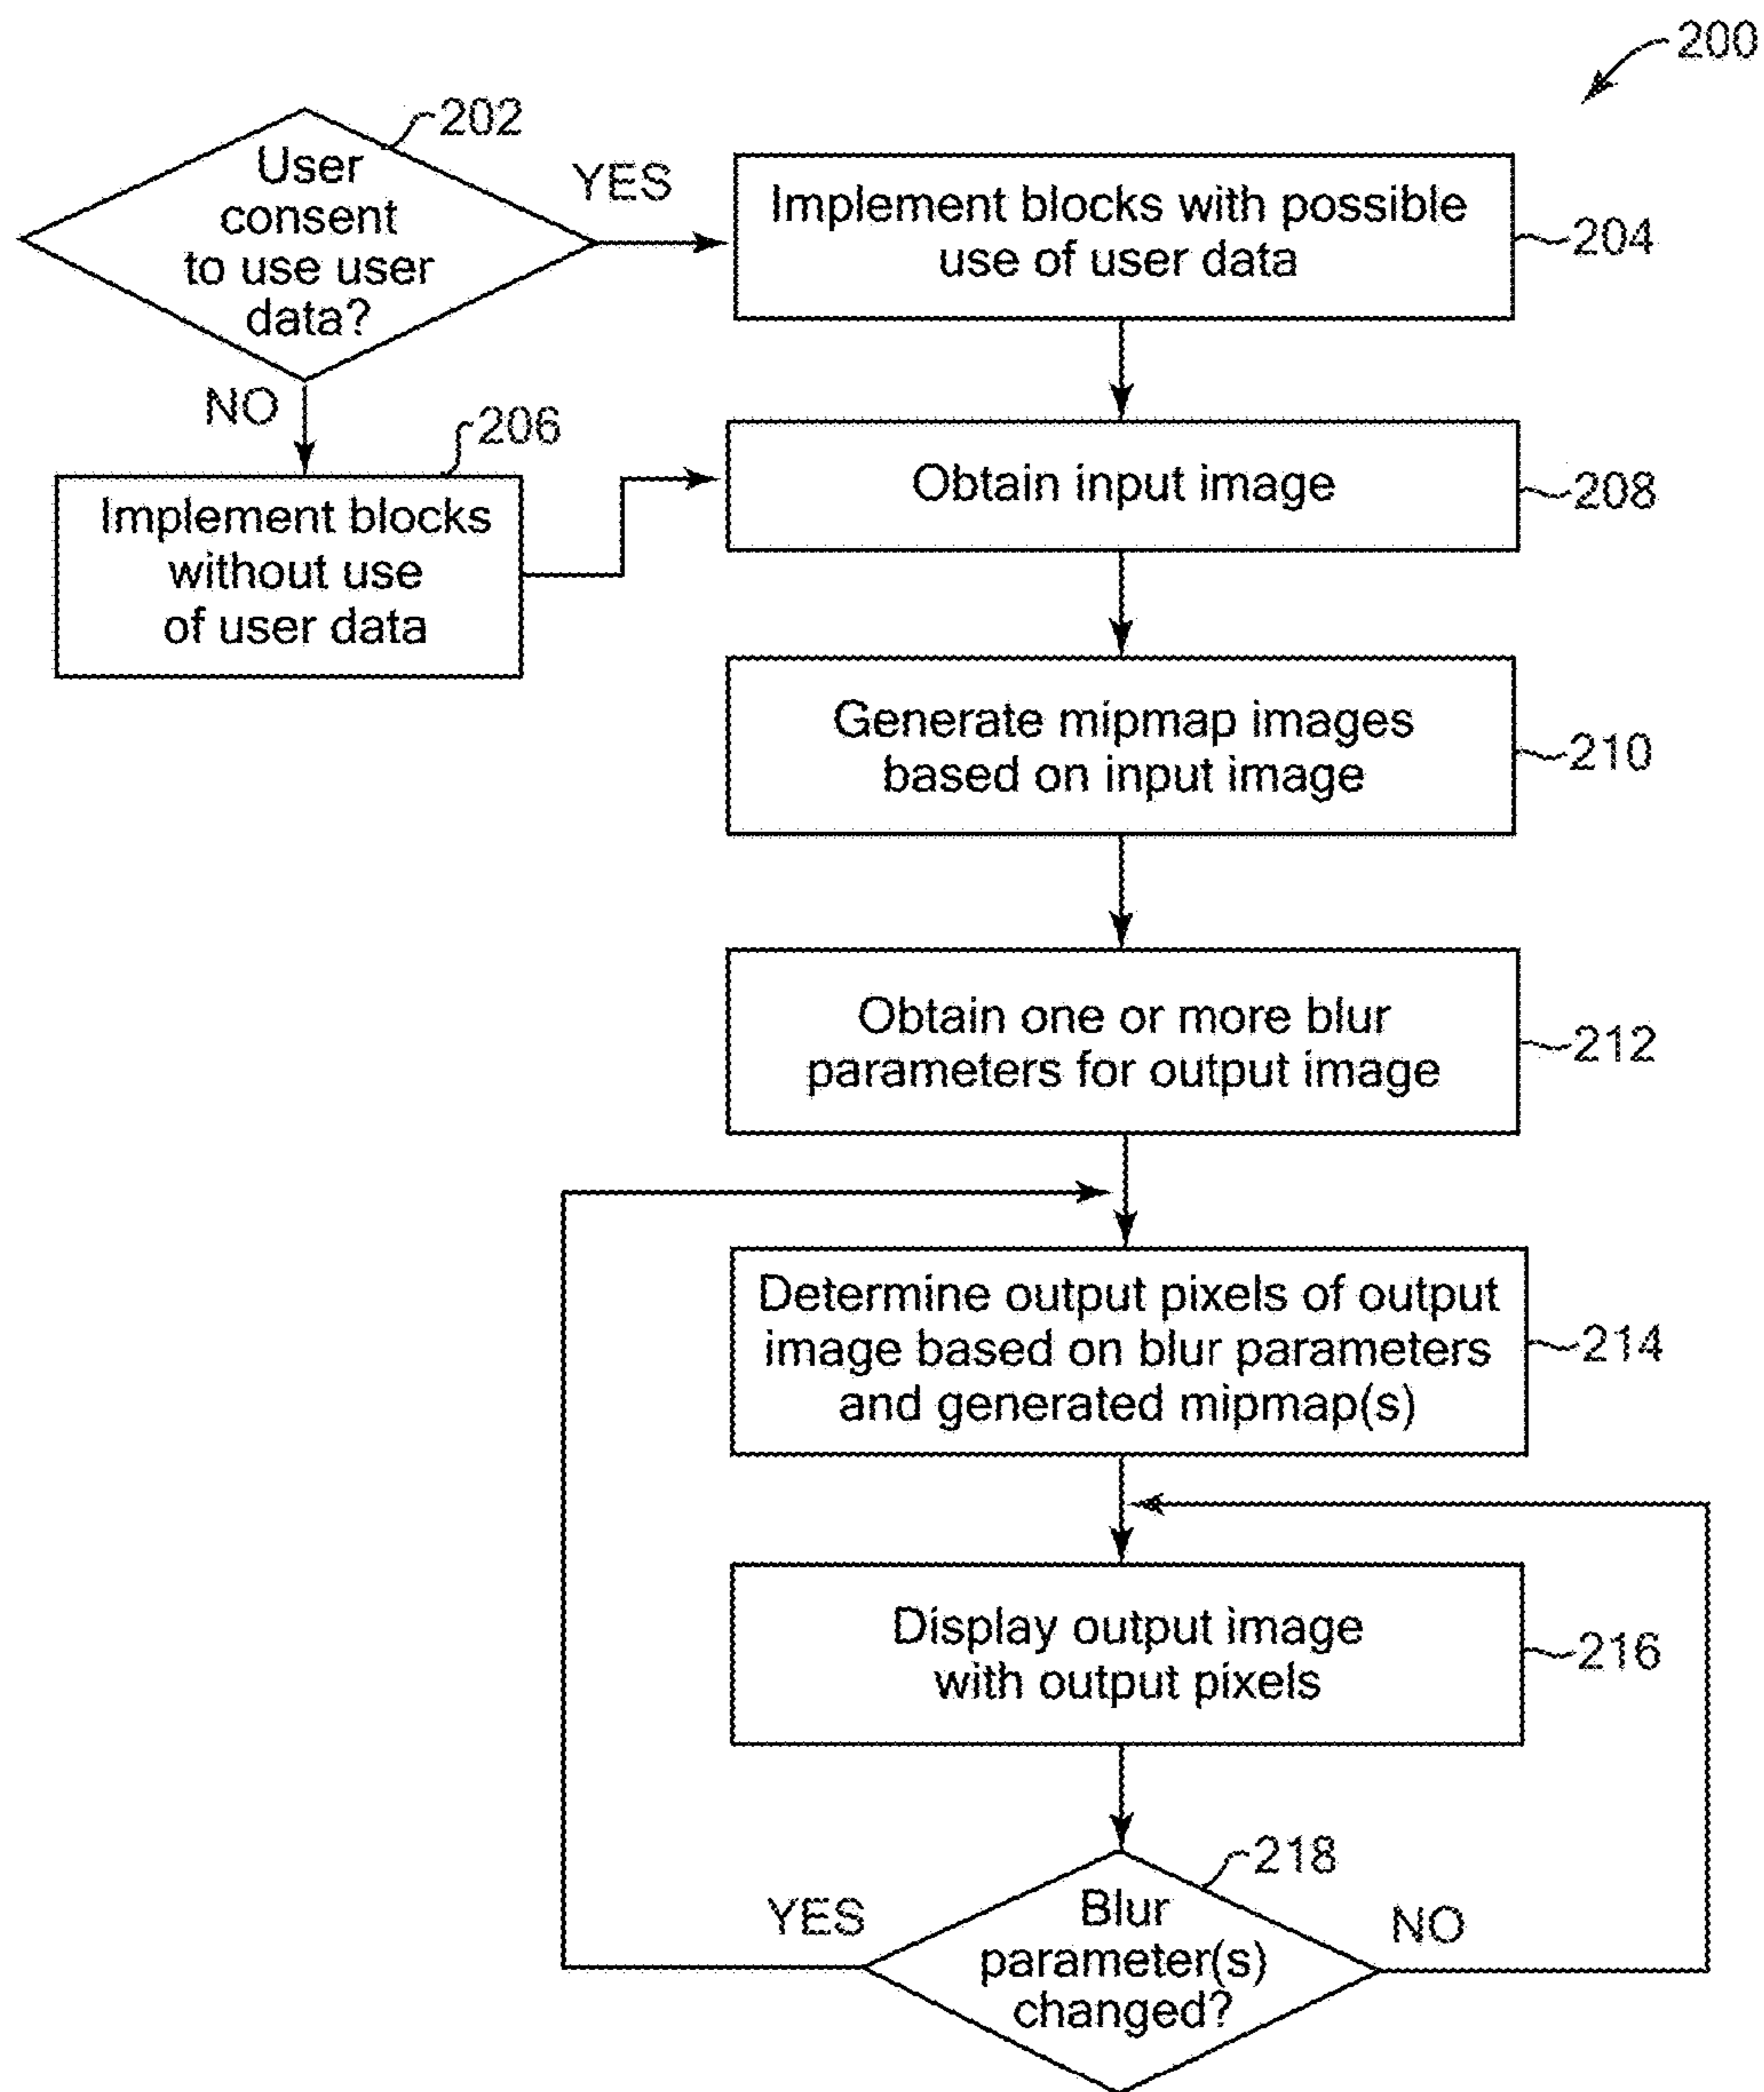 200
202
User
consent
to use user
data?
YES
Implement blocks with possible
use of user data
204
NO
206
Implement blocks
without use
of user data
Obtain input image
208
Generate mipmap images
based on input image
210
Obtain one or more blur
parameters for output image
212
Determine output pixels of output
image based on blur parameters
and generated mipmap(s)
214
Display output image
with output pixels
216
218
YES
Blur
parameter(s)
changed?
NO